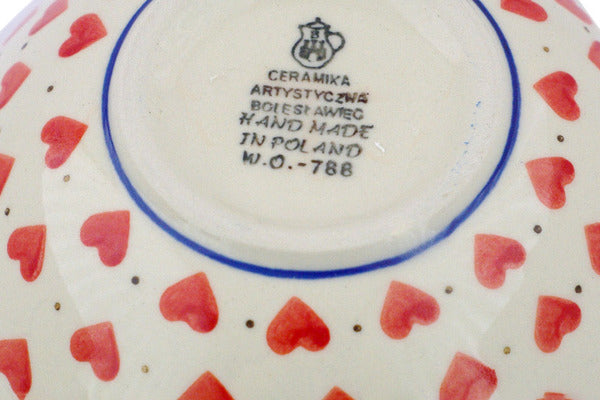 CERAMIKA
ARTYSTYCZNA
BOLESŁAWIEC
HAND MADE
IN POLAND
W.O.-788